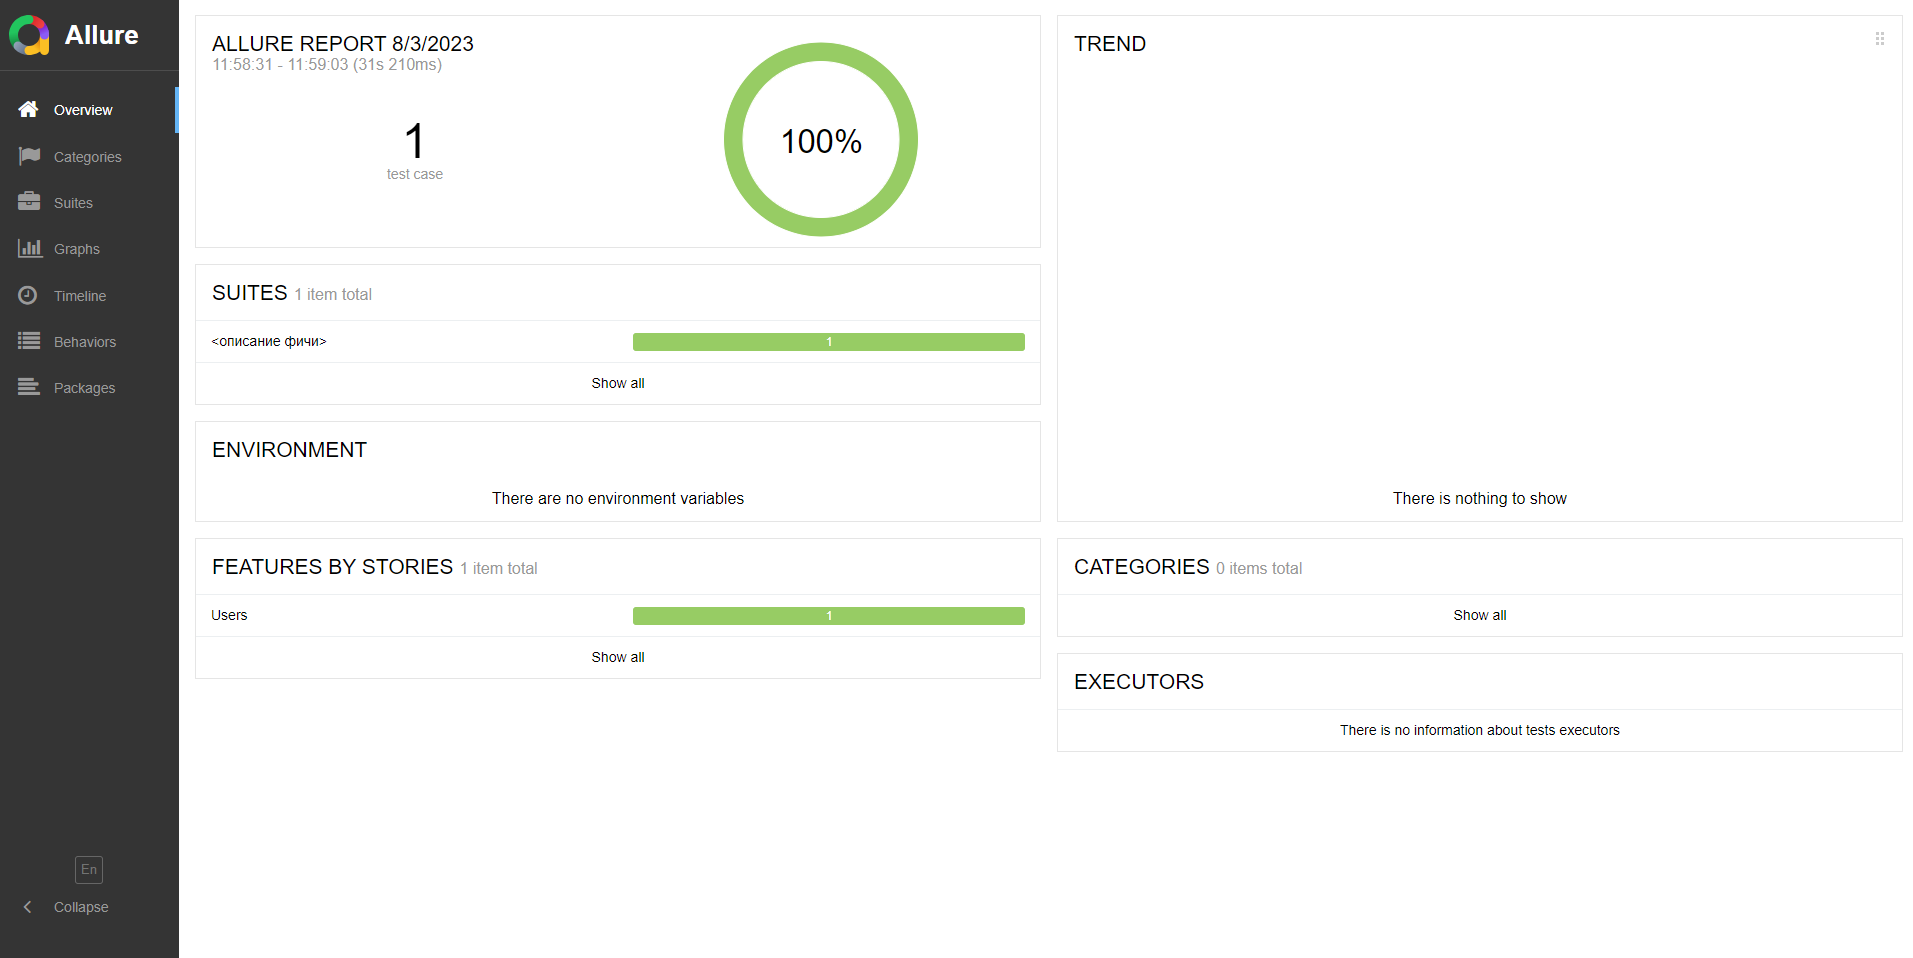 Allure
Overview
Categories
Suites
Graphs
Timeline
Behaviors
Packages
En
Collapse
ALLURE REPORT 8/3/2023
11:58:31 - 11:59:03 (31s 210ms)
1
test case
100%
SUITES 1 item total
<описание фичи> 1
Show all
ENVIRONMENT
There are no environment variables
FEATURES BY STORIES 1 item total
Users 1
Show all
TREND
There is nothing to show
CATEGORIES 0 items total
Show all
EXECUTORS
There is no information about tests executors